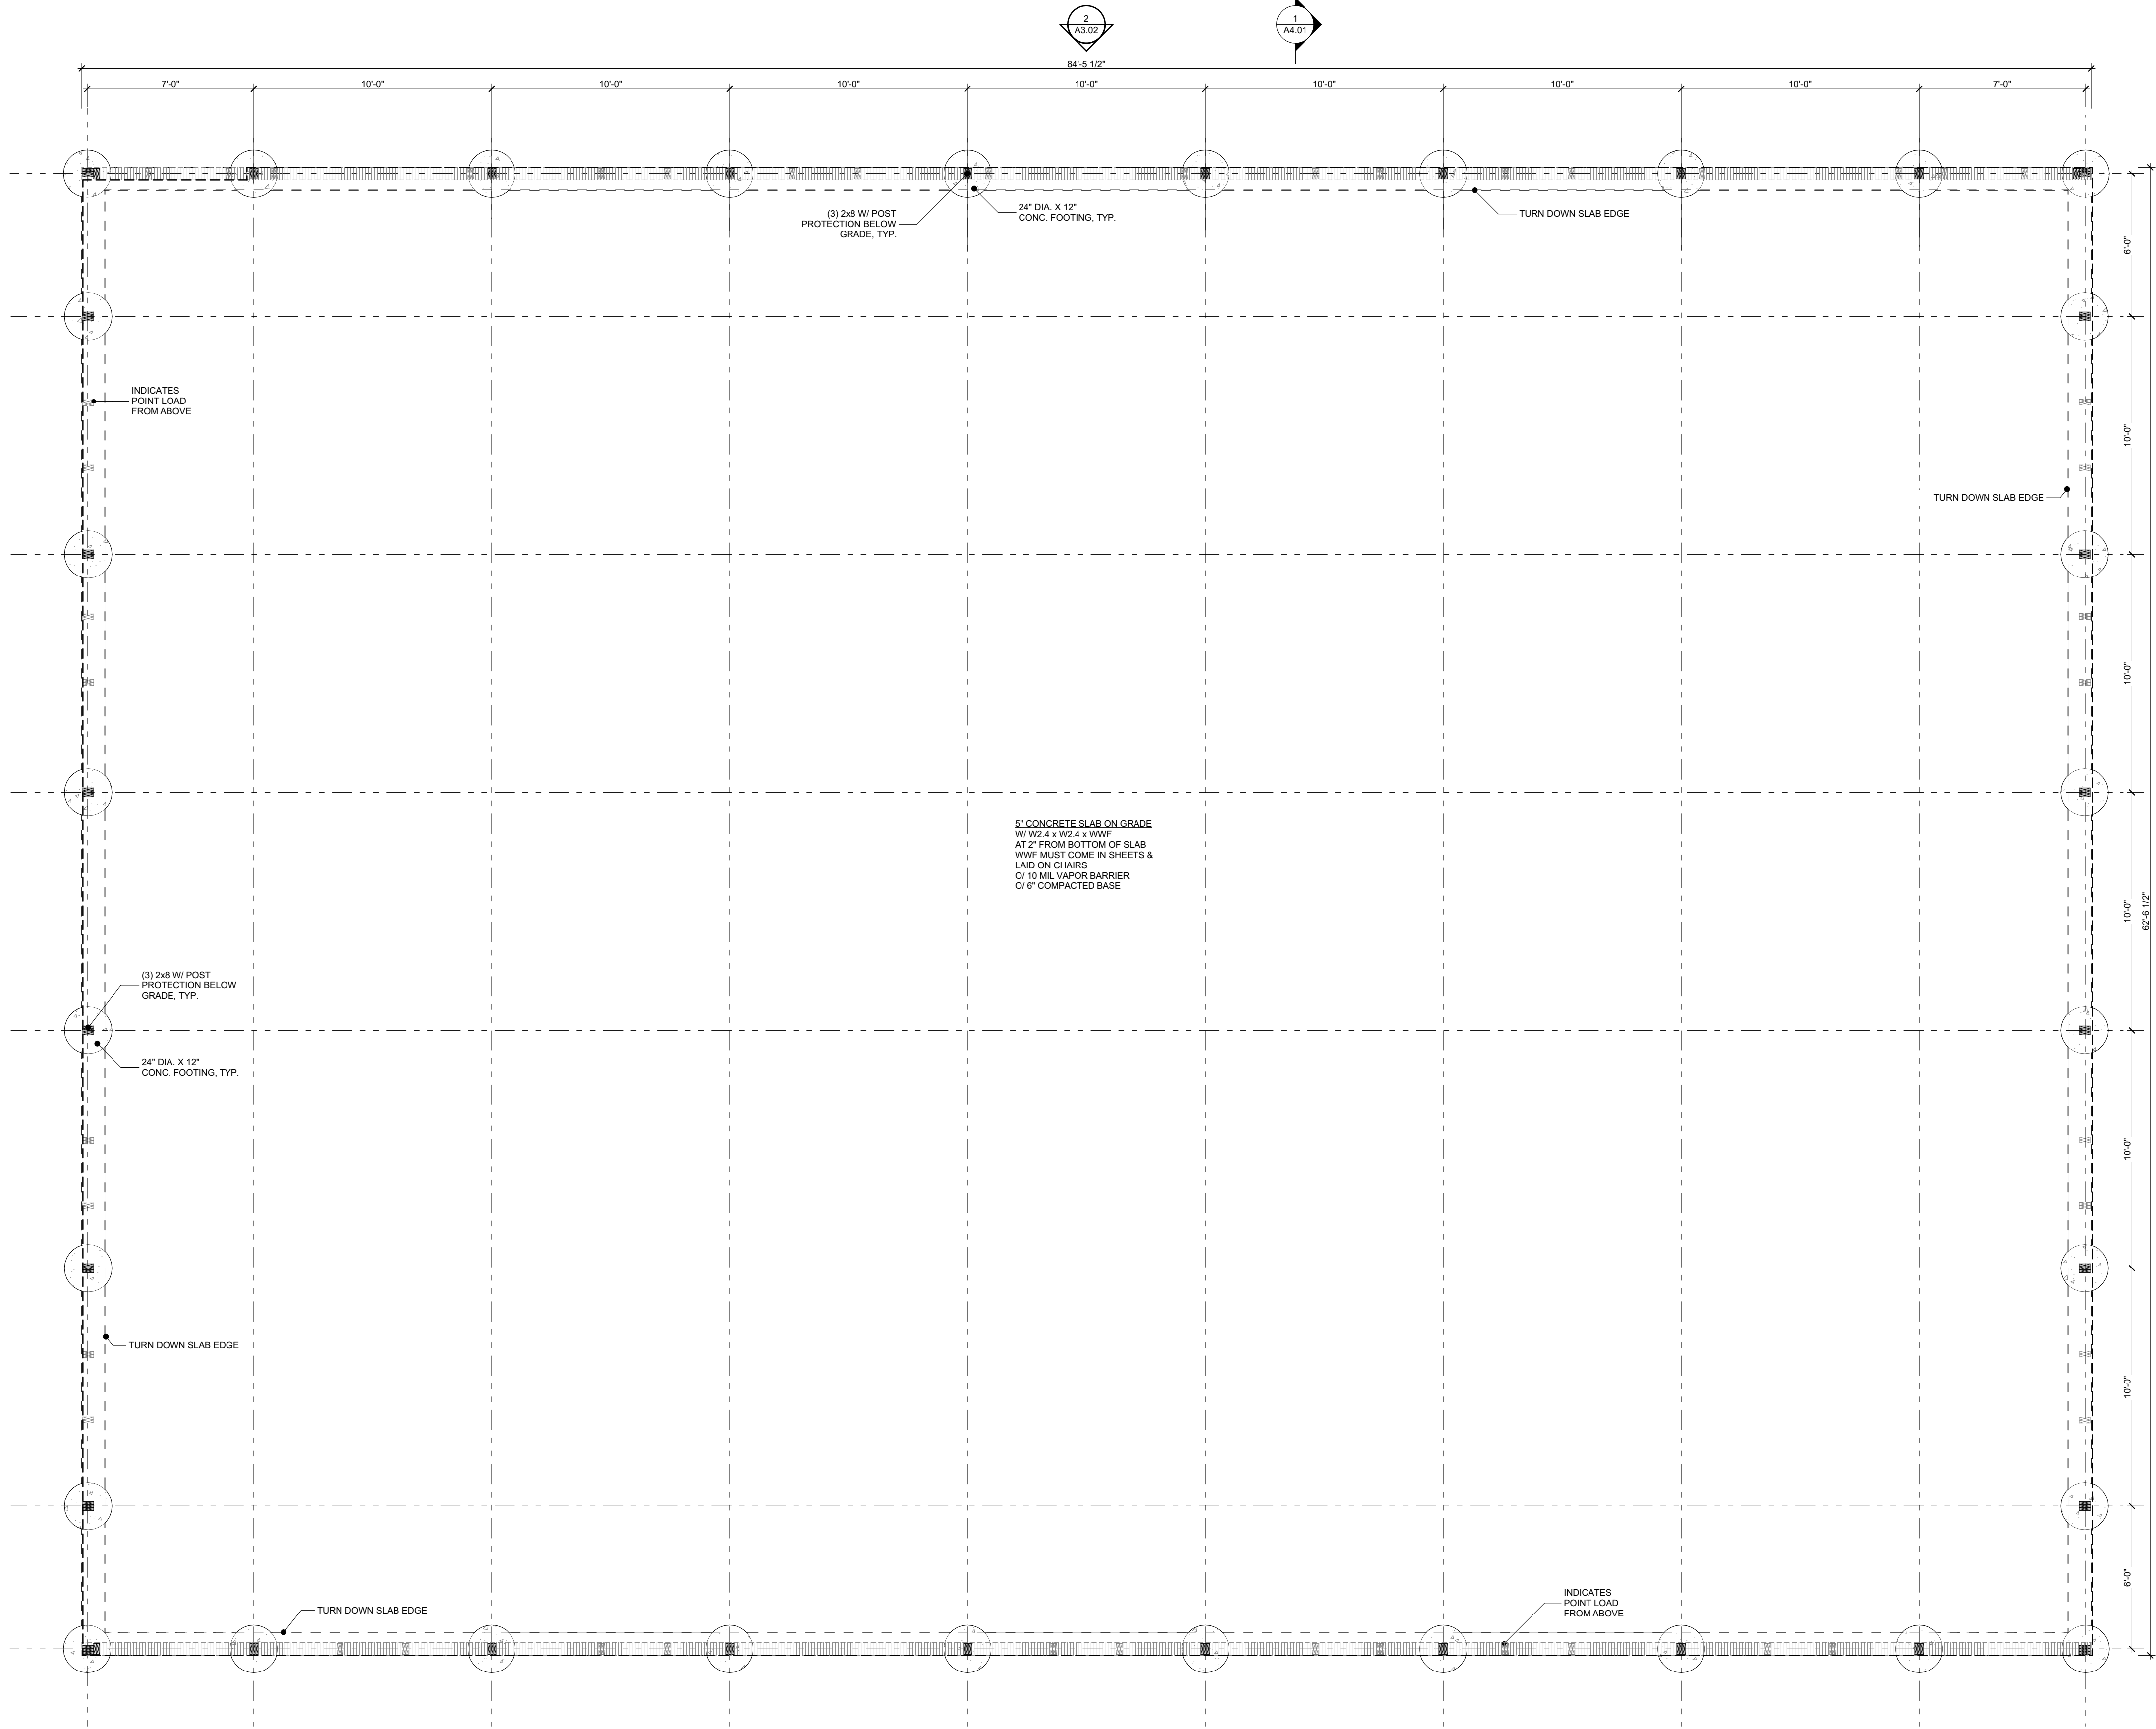 2
A3.02
1
A4.01
84'-5 1/2"
7'-0"
10'-0"
10'-0"
10'-0"
10'-0"
10'-0"
10'-0"
10'-0"
7'-0"
(3) 2x8 W/ POST
PROTECTION BELOW
GRADE, TYP.
24" DIA. X 12"
CONC. FOOTING, TYP.
TURN DOWN SLAB EDGE
6'-0"
INDICATES
POINT LOAD
FROM ABOVE
10'-0"
TURN DOWN SLAB EDGE
10'-0"
5" CONCRETE SLAB ON GRADE
W/ W2.4 x W2.4 x WWF
AT 2" FROM BOTTOM OF SLAB
WWF MUST COME IN SHEETS &
LAID ON CHAIRS
O/ 10 MIL VAPOR BARRIER
O/ 6" COMPACTED BASE
10'-0"
62'-6 1/2"
(3) 2x8 W/ POST
PROTECTION BELOW
GRADE, TYP.
24" DIA. X 12"
CONC. FOOTING, TYP.
10'-0"
TURN DOWN SLAB EDGE
10'-0"
6'-0"
TURN DOWN SLAB EDGE
INDICATES
POINT LOAD
FROM ABOVE